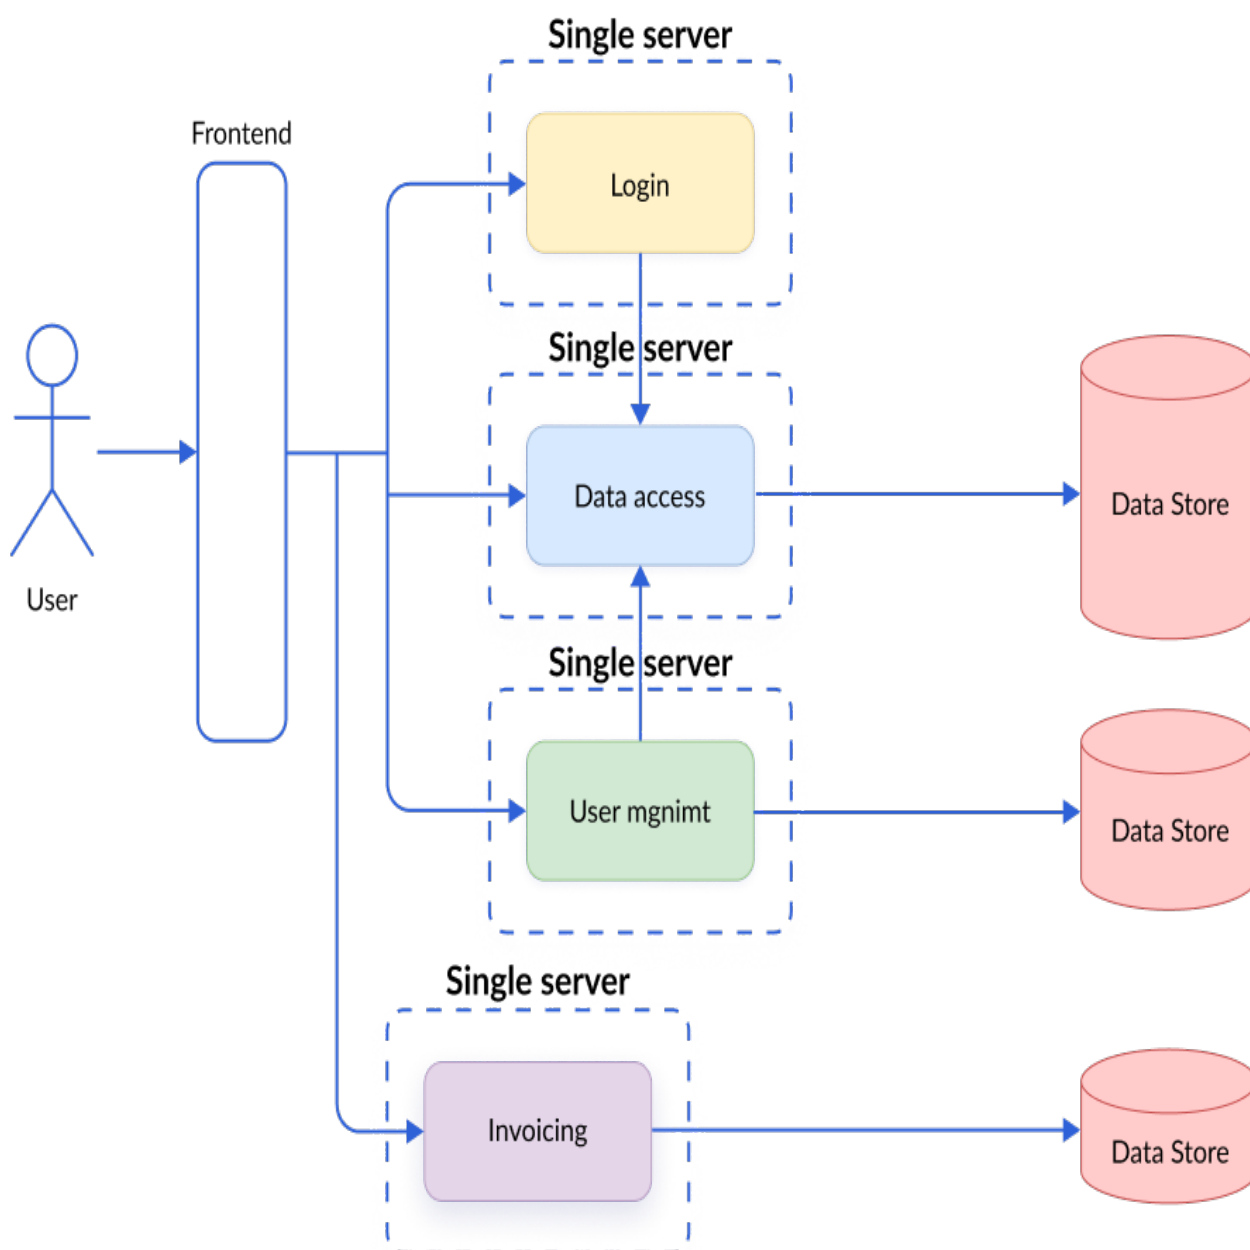 Single server
Frontend
Login
Single server
Data access
Data Store
User
Single server
User mgnimt
Data Store
Single server
Invoicing
Data Store